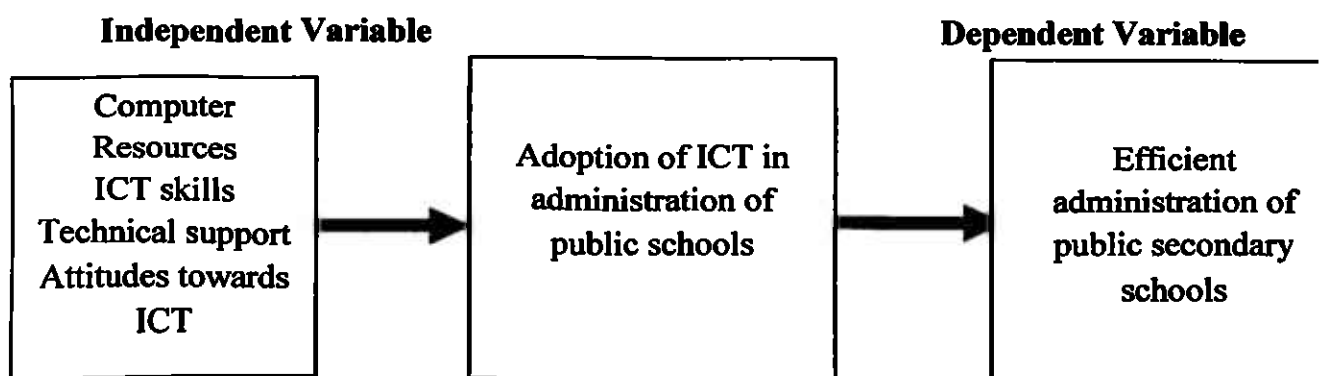 Independent Variable
Dependent Variable
Computer
Resources
ICT skills
Technical support
Attitudes towards
ICT
Adoption of ICT in
administration of
public schools
Efficient
administration of
public secondary
schools